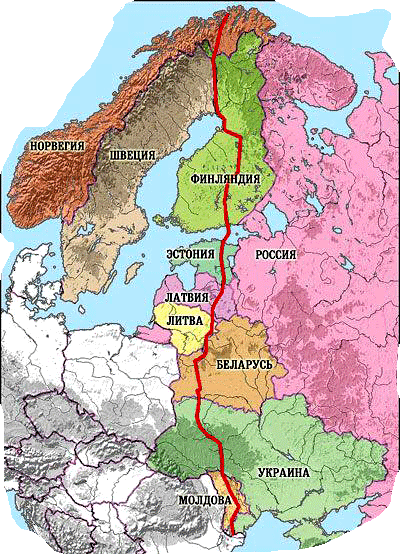 НОРВЕГИЯ
ШВЕЦИЯ
ФИНЛЯНДИЯ
ЭСТОНИЯ
РОССИЯ
ЛАТВИЯ
ЛИТВА
БЕЛАРУСЬ
УКРАИНА
МОЛДОВА